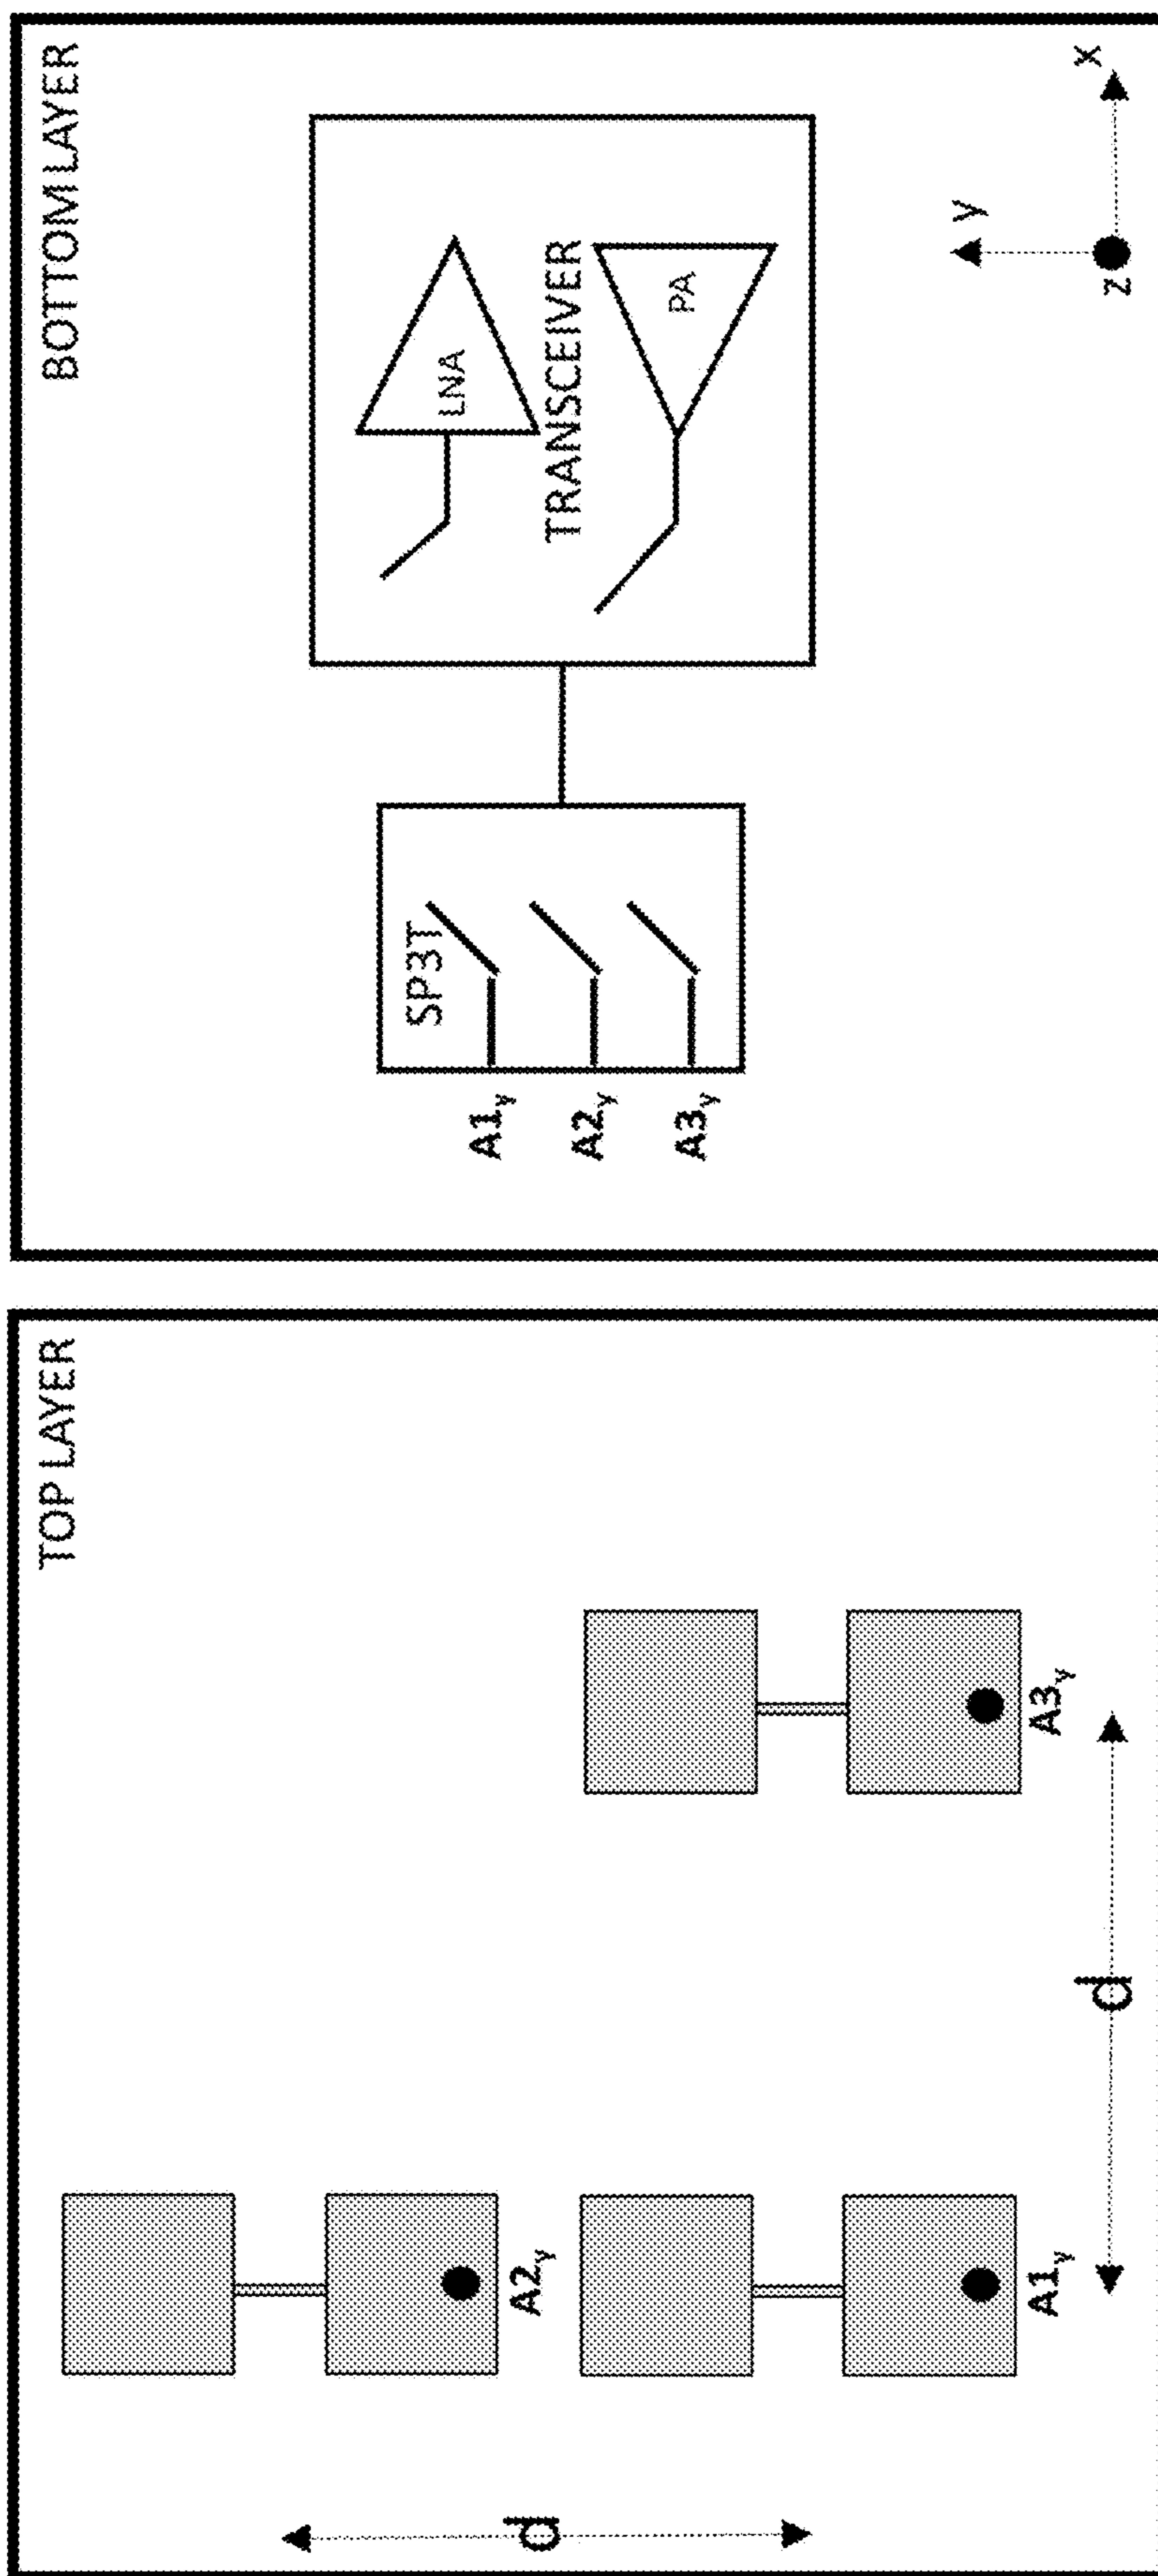 TOP LAYER
A2y
A1y
A3y
d
d
BOTTOM LAYER
SP3T
A1y
A2y
A3y
LNA
TRANSCEIVER
PA
y
z
x